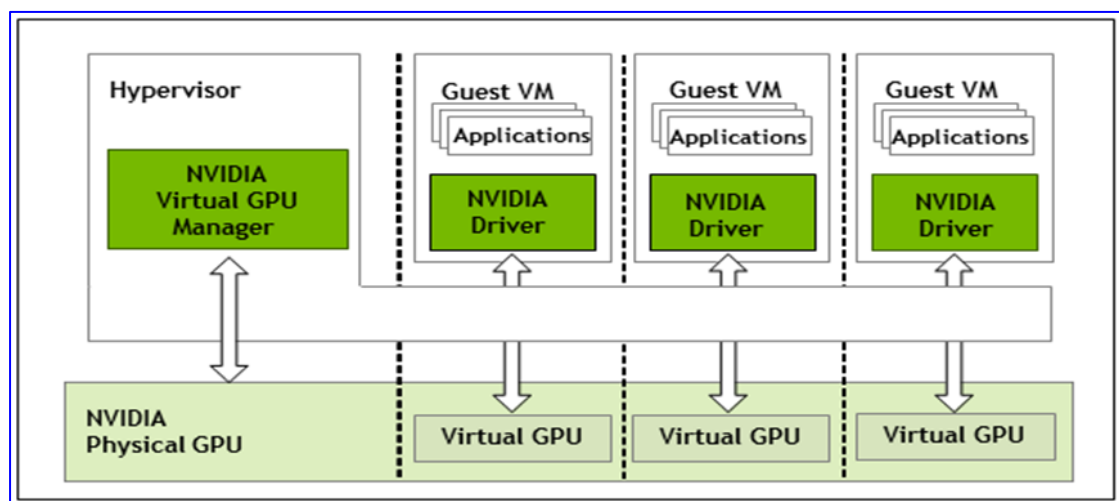 Hypervisor
NVIDIA
Virtual GPU
Manager
Guest VM
Applications
NVIDIA
Driver
Guest VM
Applications
NVIDIA
Driver
Guest VM
Applications
NVIDIA
Driver
NVIDIA
Physical GPU
Virtual GPU
Virtual GPU
Virtual GPU